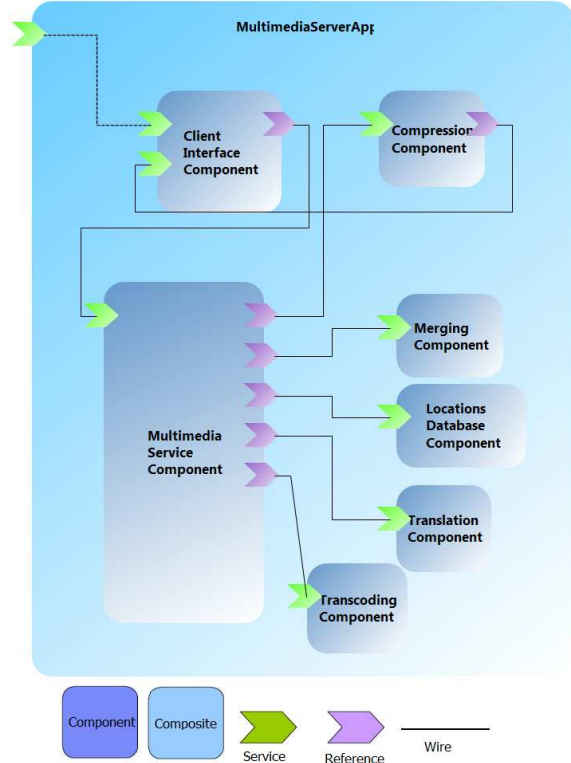 MultimediaServerApp
Client
Interface
Component
Compression
Component
Multimedia
Service
Component
Merging
Component
Locations
Database
Component
Translation
Component
Transcoding
Component
Component
Composite
Service
Reference
Wire